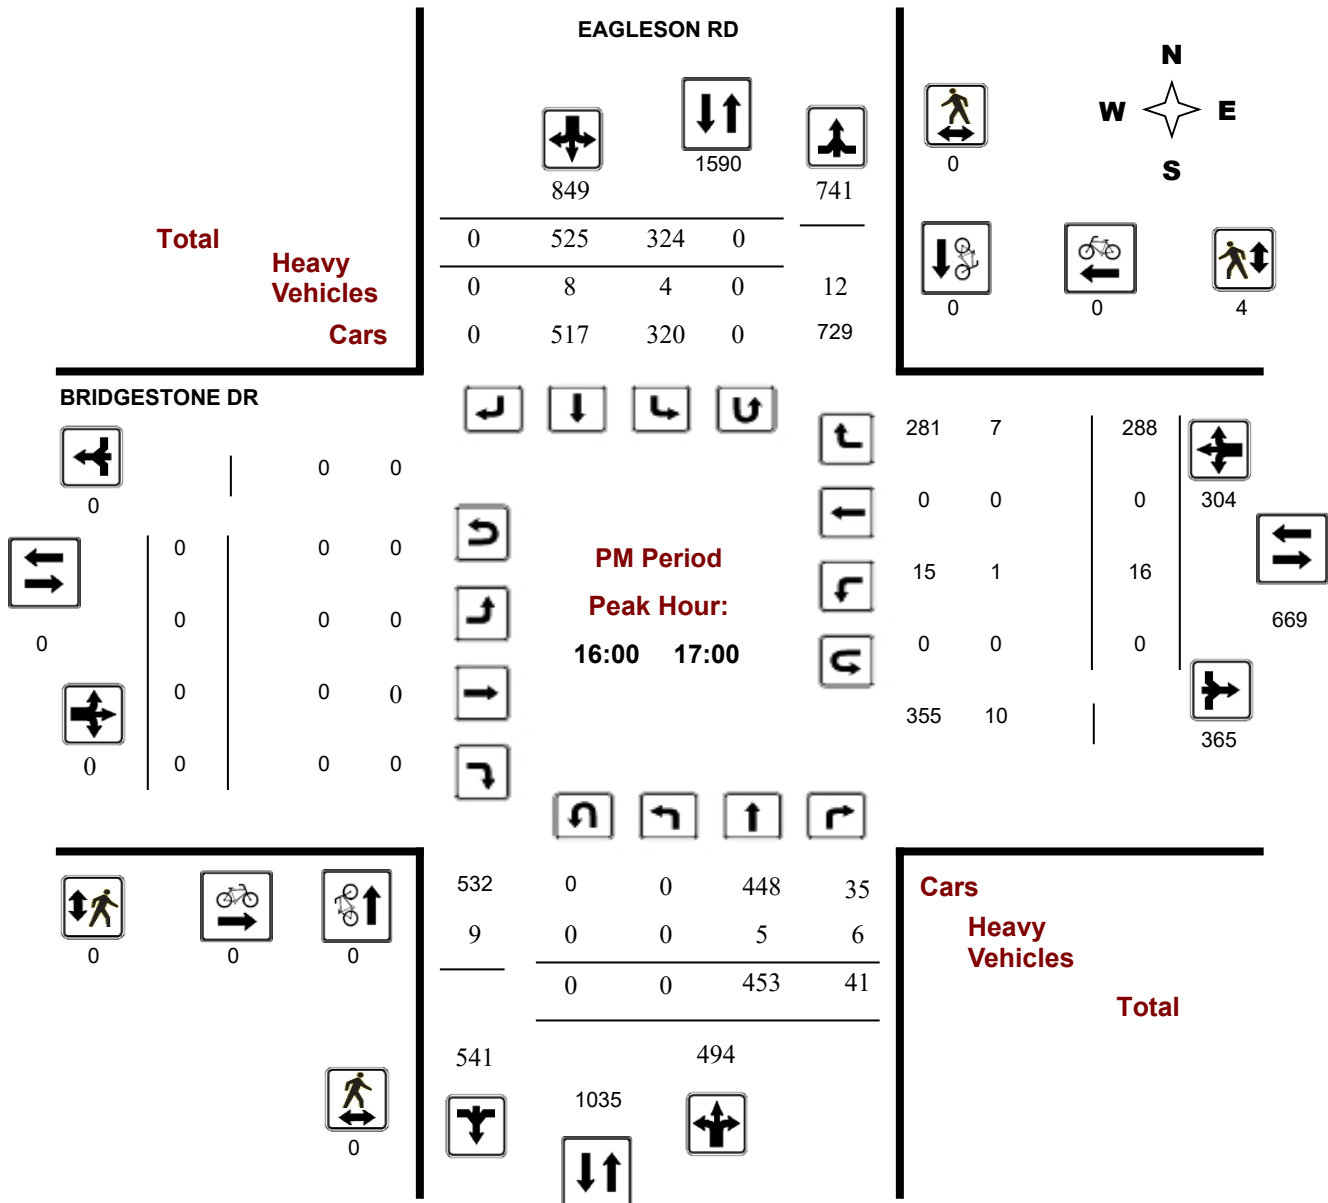 EAGLESON RD
N
W E
S
1590
0
849 741
Total 0 525 324 0
Heavy
Vehicles 0 8 4 0 12
Cars 0 517 320 0 729
0 0 4
BRIDGESTONE DR
0 0 0
281 7 288
304
0 0 0
0 0 0
15 1 16
669
0 0 0
0
0 0 0
0 0 0
0
0 0 0
355 10
365
PM Period
Peak Hour:
16:00 17:00
532 0 0 448 35
9 0 0 5 6
0 0 453 41
541 494
1035
Cars
Heavy
Vehicles
Total
0 0 0
0